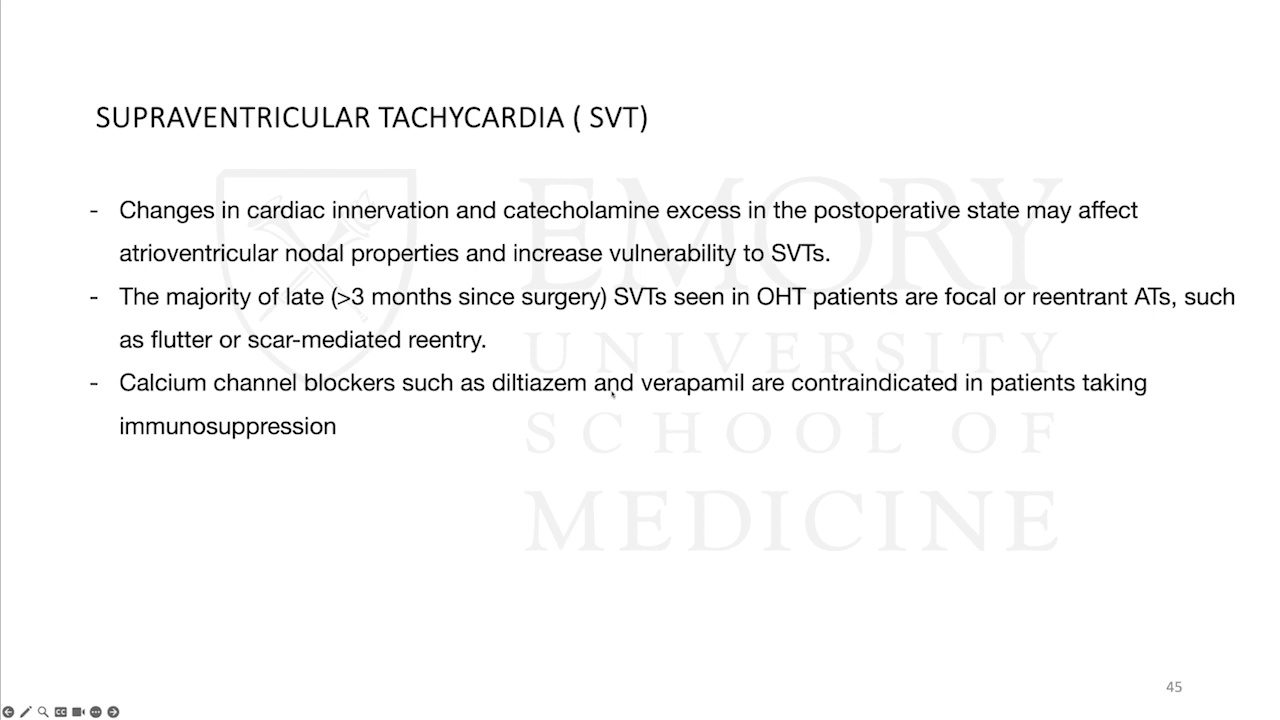 SUPRAVENTRICULAR TACHYCARDIA ( SVT)
- Changes in cardiac innervation and catecholamine excess in the postoperative state may affect
atrioventricular nodal properties and increase vulnerability to SVTs.
- The majority of late (>3 months since surgery) SVTs seen in OHT patients are focal or reentrant ATs, such
as flutter or scar-mediated reentry.
- Calcium channel blockers such as diltiazem and verapamil are contraindicated in patients taking
immunosuppression
EMORY
UNIVERSITY
SCHOOL OF
MEDICINE
45